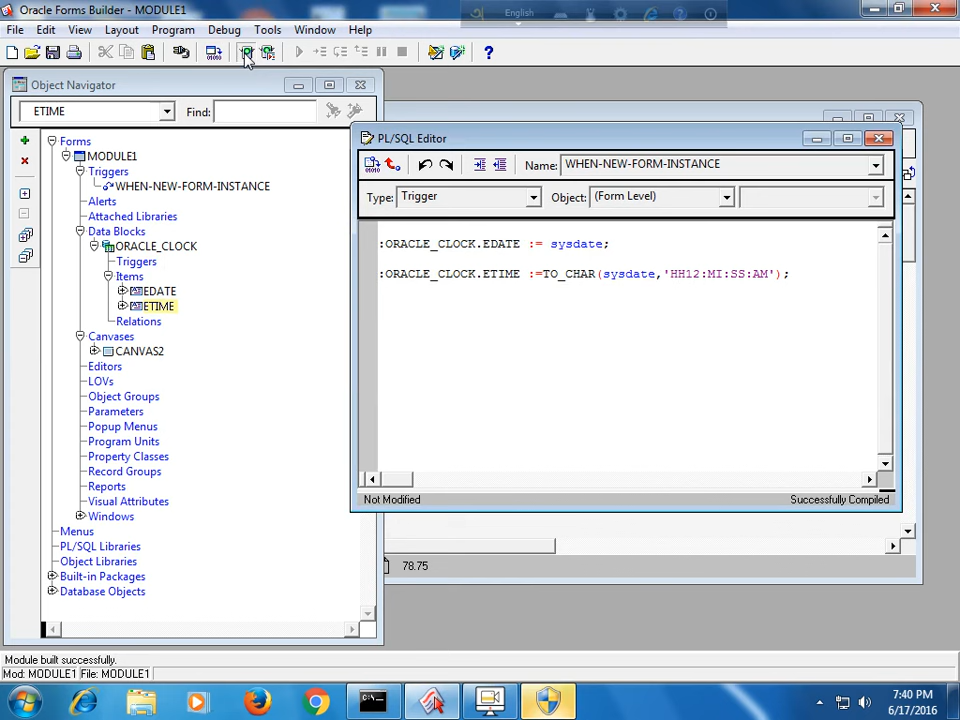 Oracle Forms Builder - MODULE1
English
File Edit View Layout Program Debug Tools Window Help
Object Navigator
ETIME
Find:
Forms
MODULE1
Triggers
WHEN-NEW-FORM-INSTANCE
Alerts
Attached Libraries
Data Blocks
ORACLE_CLOCK
Triggers
Items
EDATE
ETIME
Relations
Canvases
CANVAS2
Editors
LOVs
Object Groups
Parameters
Popup Menus
Program Units
Property Classes
Record Groups
Reports
Visual Attributes
Windows
Menus
PL/SQL Libraries
Object Libraries
Built-in Packages
Database Objects
PL/SQL Editor
Name: WHEN-NEW-FORM-INSTANCE
Type: Trigger Object: (Form Level)
:ORACLE_CLOCK.EDATE := sysdate;
:ORACLE_CLOCK.ETIME :=TO_CHAR(sysdate,'HH12:MI:SS:AM');
Not Modified Successfully Compiled
78.75
Module built successfully.
Mod: MODULE1 File: MODULE1
7:40 PM
6/17/2016